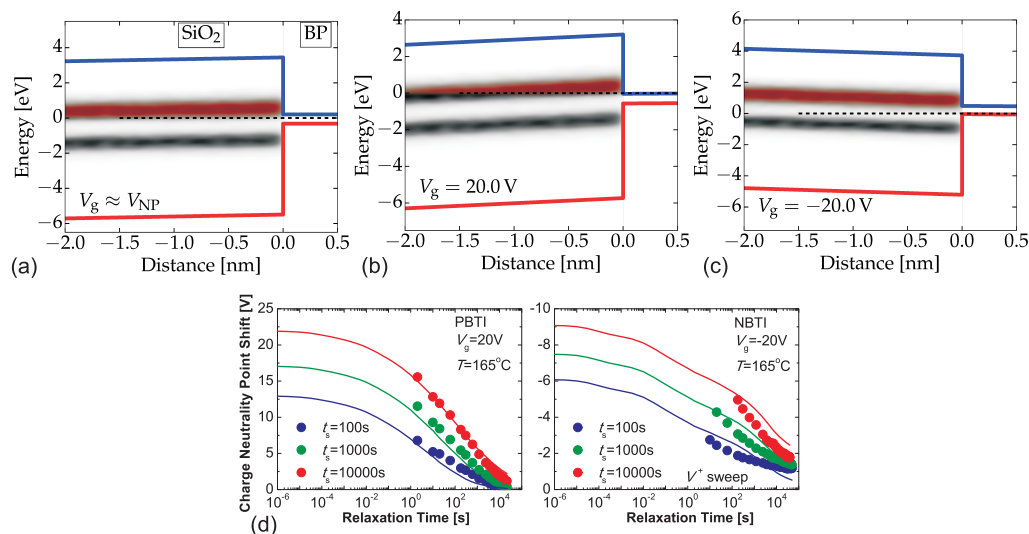 SiO2 BP
4
2
0
−2
−4
−6
Energy [eV]
Vg ≈ VNP
−2.0 −1.5 −1.0 −0.5 0.0 0.5
Distance [nm]
(a)
4
2
0
−2
−4
−6
Energy [eV]
Vg = 20.0 V
−2.0 −1.5 −1.0 −0.5 0.0 0.5
Distance [nm]
(b)
6
4
2
0
−2
−4
−6
Energy [eV]
Vg = −20.0 V
−2.0 −1.5 −1.0 −0.5 0.0 0.5
Distance [nm]
(c)
Charge Neutrality Point Shift [V]
25
20
15
10
5
0
PBTI
Vg=20V
T=165°C
ts=100s
ts=1000s
ts=10000s
10-6 10-4 10-2 100 102 104
Relaxation Time [s]
-10
-8
-6
-4
-2
0
NBTI
Vg=-20V
T=165°C
ts=100s
ts=1000s
ts=10000s
V+ sweep
10-6 10-4 10-2 100 102 104
Relaxation Time [s]
(d)